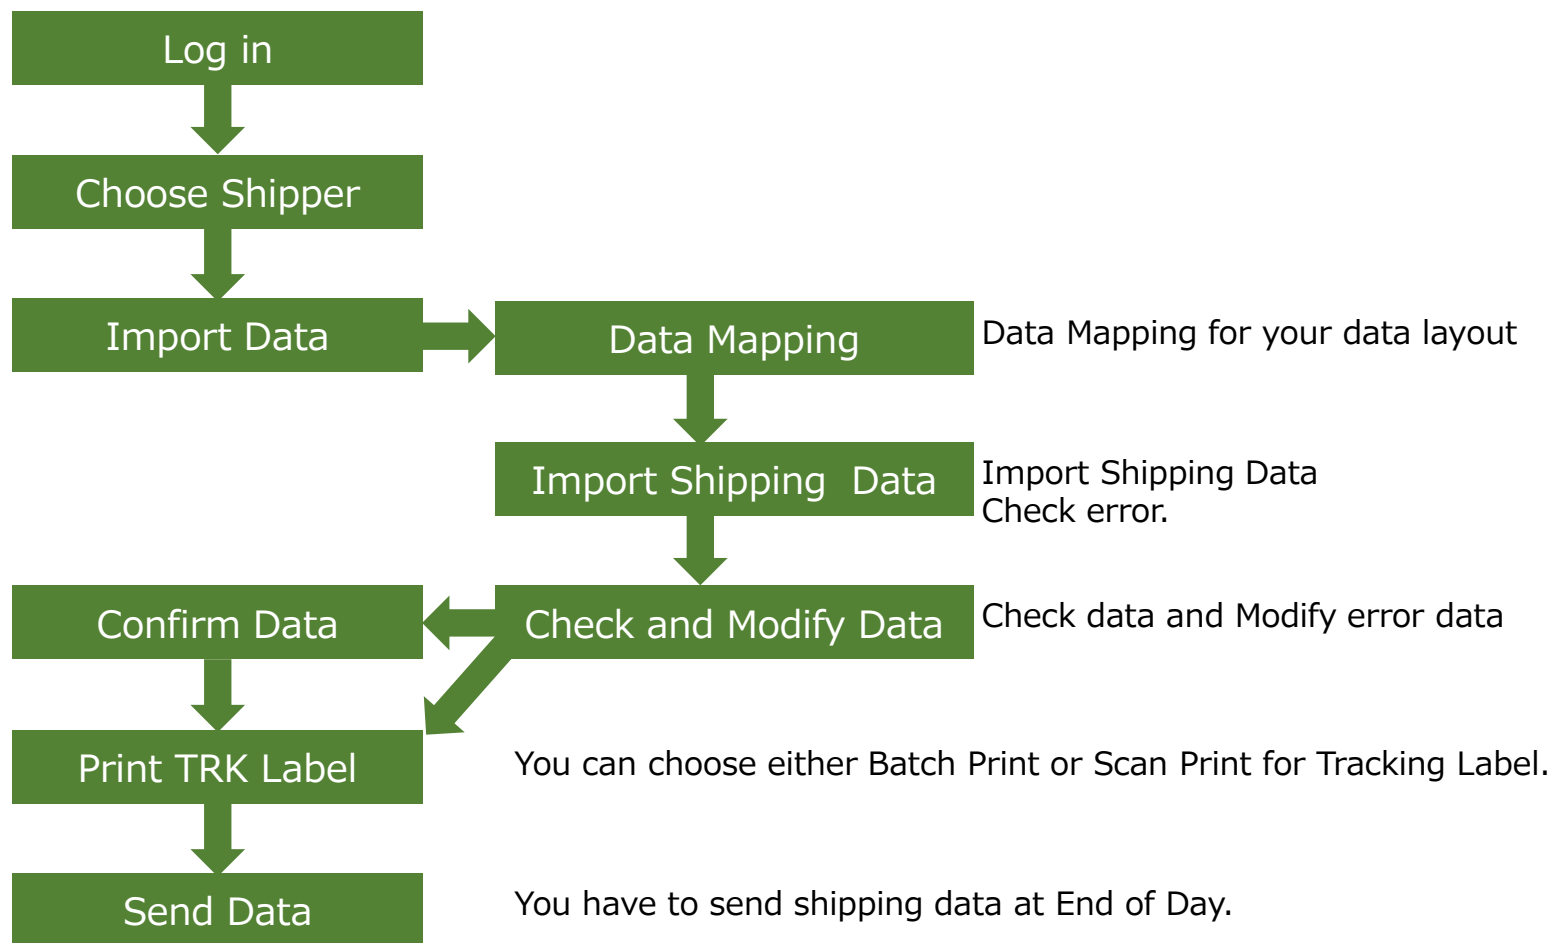 Log in
Choose Shipper
Import Data
Data Mapping
Data Mapping for your data layout
Import Shipping  Data
Import Shipping Data
Check error.
Confirm Data
Check and Modify Data
Check data and Modify error data
Print TRK Label
You can choose either Batch Print or Scan Print for Tracking Label.
Send Data
You have to send shipping data at End of Day.